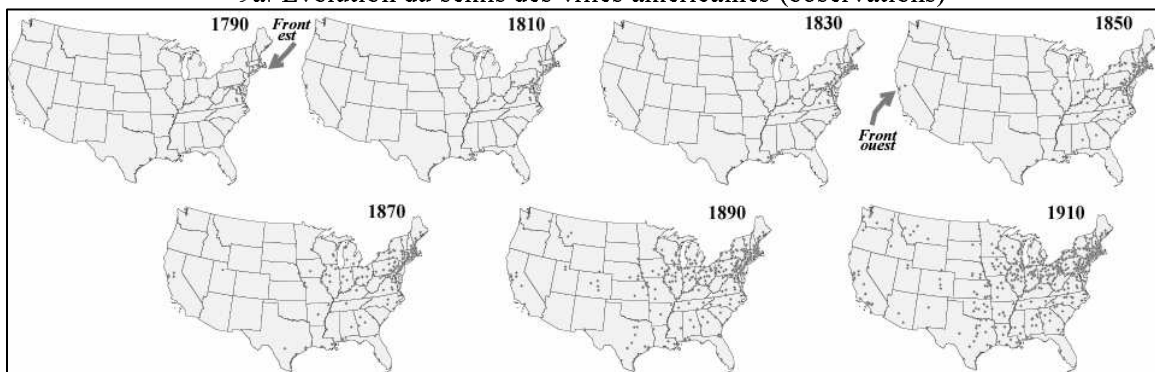 9a. Évolution du semis des villes américaines (observations)
1790
Front
est
1810
1830
1850
Front
ouest
1870
1890
1910